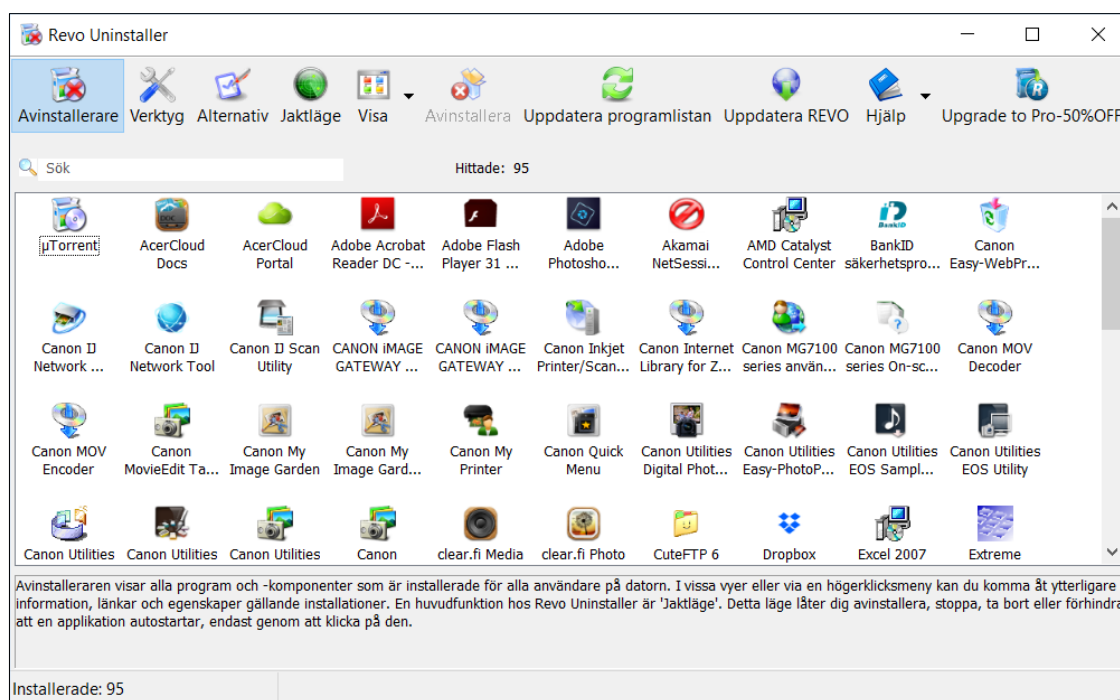 Revo Uninstaller
Avinstallerare Verktyg Alternativ Jaktläge Visa Avinstallera Uppdatera programlistan Uppdatera REVO Hjälp Upgrade to Pro-50%OFF
Sök Hittade: 95
DOC BankID
µTorrent AcerCloud AcerCloud Adobe Acrobat Adobe Flash Adobe Akamai AMD Catalyst BankID Canon
Docs Portal Reader DC -... Player 31 ... Photosho... NetSessi... Control Center säkerhetspro... Easy-WebPr...
Canon IJ Canon IJ Canon IJ Scan CANON iMAGE CANON iMAGE Canon Inkjet Canon Internet Canon MG7100 Canon MG7100 Canon MOV
Network ... Network Tool Utility GATEWAY ... GATEWAY ... Printer/Scan... Library for Z... series använ... series On-sc... Decoder
Canon MOV Canon Canon My Canon My Canon My Canon Quick Canon Utilities Canon Utilities Canon Utilities Canon Utilities
Encoder MovieEdit Ta... Image Garden Image Gard... Printer Menu Digital Phot... Easy-PhotoP... EOS Sampl... EOS Utility
Canon Utilities Canon Utilities Canon Utilities Canon clear.fi Media clear.fi Photo CuteFTP 6 Dropbox Excel 2007 Extreme
Avinstalleraren visar alla program och -komponenter som är installerade för alla användare på datorn. I vissa vyer eller via en högerklicksmeny kan du komma åt ytterligare
information, länkar och egenskaper gällande installationer. En huvudfunktion hos Revo Uninstaller är 'Jaktläge'. Detta läge låter dig avinstallera, stoppa, ta bort eller förhindra
att en applikation autostartar, endast genom att klicka på den.
Installerade: 95